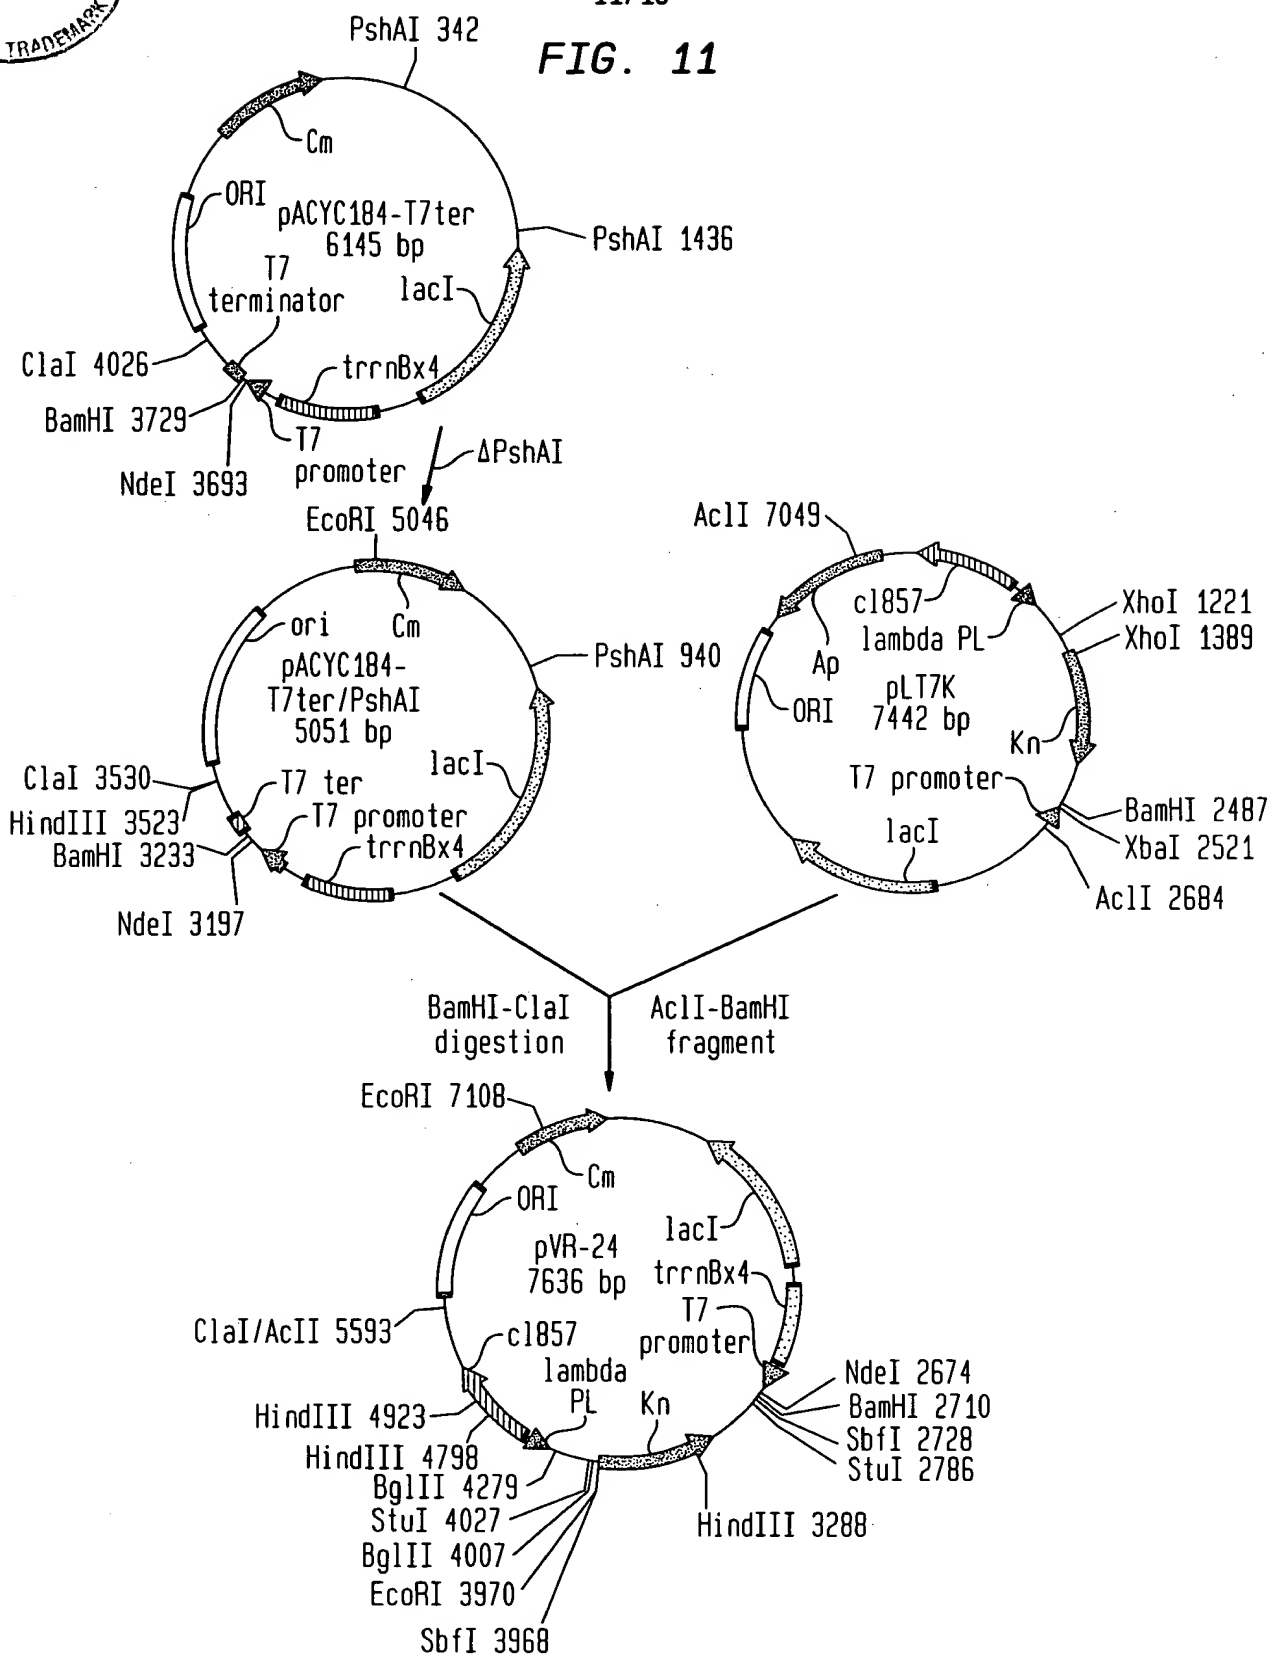 TRADEMARK
FIG. 11
PshAI 342
Cm
ORI
pACYC184-T7ter
6145 bp
PshAI 1436
T7
terminator
lacI
ClaI 4026
trrnBx4
BamHI 3729
T7
promoter
NdeI 3693
ΔPshAI
EcoRI 5046
ori
Cm
pACYC184-
T7ter/PshAI
5051 bp
PshAI 940
lacI
ClaI 3530
T7 ter
HindIII 3523
T7 promoter
BamHI 3233
trrnBx4
NdeI 3197
AclI 7049
cl857
lambda PL
XhoI 1221
XhoI 1389
Ap
pLT7K
7442 bp
ORI
Kn
T7 promoter
BamHI 2487
lacI
XbaI 2521
AclI 2684
BamHI-ClaI
digestion
AclI-BamHI
fragment
EcoRI 7108
Cm
ORI
lacI
pVR-24
7636 bp
trrnBx4
T7
promoter
ClaI/AcII 5593
cl857
lambda
PL
Kn
NdeI 2674
BamHI 2710
SbfI 2728
StuI 2786
HindIII 4923
HindIII 4798
BglII 4279
StuI 4027
BglII 4007
EcoRI 3970
SbfI 3968
HindIII 3288